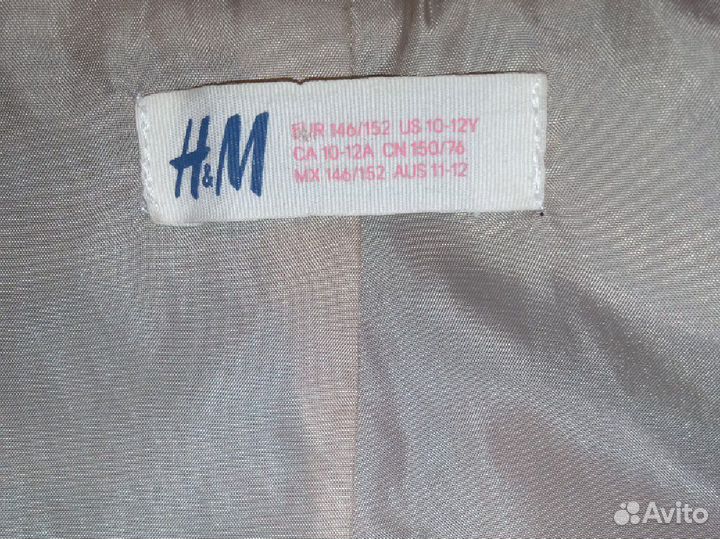 H&M
EUR 146/152 US 10-12Y
CA 10-12A CN 150/76
MX 146/152 AUS 11-12
Avito